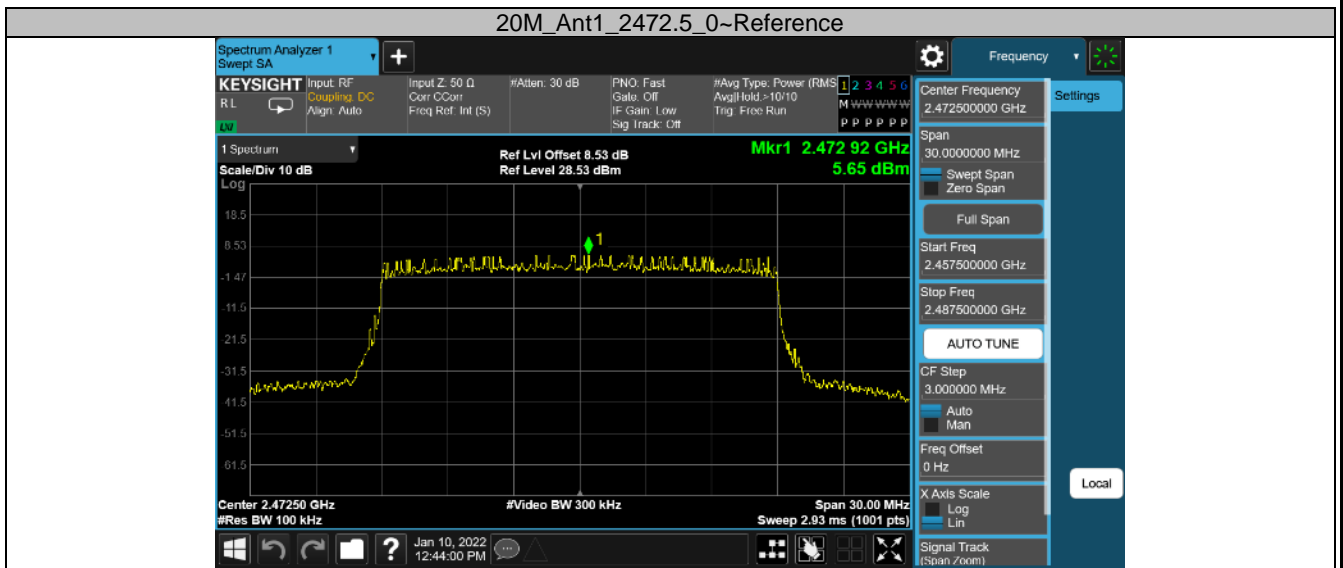 20M_Ant1_2472.5_0~Reference
Spectrum Analyzer 1
Swept SA
+
Frequency
KEYSIGHT
RL
LXI
Input: RF
Coupling: DC
Align: Auto
Input Z: 50 Ω
Corr CCorr
Freq Ref: Int (S)
#Atten: 30 dB
PNO: Fast
Gate: Off
IF Gain: Low
Sig Track: Off
#Avg Type: Power (RMS
Avg|Hold:>10/10
Trig: Free Run
1 2 3 4 5 6
M W W W W W
P P P P P P
1 Spectrum
Scale/Div 10 dB
Log
Ref Lvl Offset 8.53 dB
Ref Level 28.53 dBm
Mkr1 2.472 92 GHz
5.65 dBm
18.5
8.53
-1.47
-11.5
-21.5
-31.5
-41.5
-51.5
-61.5
1
Center 2.47250 GHz
#Res BW 100 kHz
#Video BW 300 kHz
Span 30.00 MHz
Sweep 2.93 ms (1001 pts)
Center Frequency
2.472500000 GHz
Settings
Span
30.0000000 MHz
Swept Span
Zero Span
Full Span
Start Freq
2.457500000 GHz
Stop Freq
2.487500000 GHz
AUTO TUNE
CF Step
3.000000 MHz
Auto
Man
Freq Offset
0 Hz
X Axis Scale
Log
Lin
Local
Signal Track
(Span Zoom)
?
Jan 10, 2022
12:44:00 PM